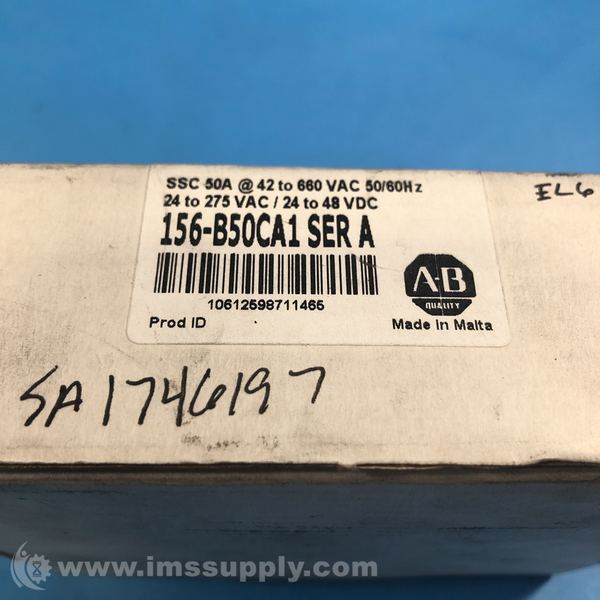 SSC 50A @ 42 to 660 VAC 50/60Hz
24 to 275 VAC / 24 to 48 VDC
156-B50CA1 SER A
10612598711465
Prod ID
AB
QUALITY
Made in Malta
EL6
SA1746197
www.imssupply.com